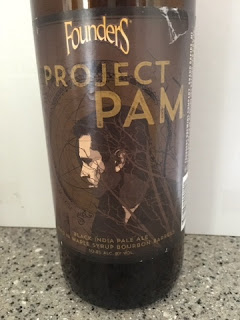 FOUNDERS
PROJECT
PAM
BLACK INDIA PALE ALE
MAPLE SYRUP BOURBON BARRELS